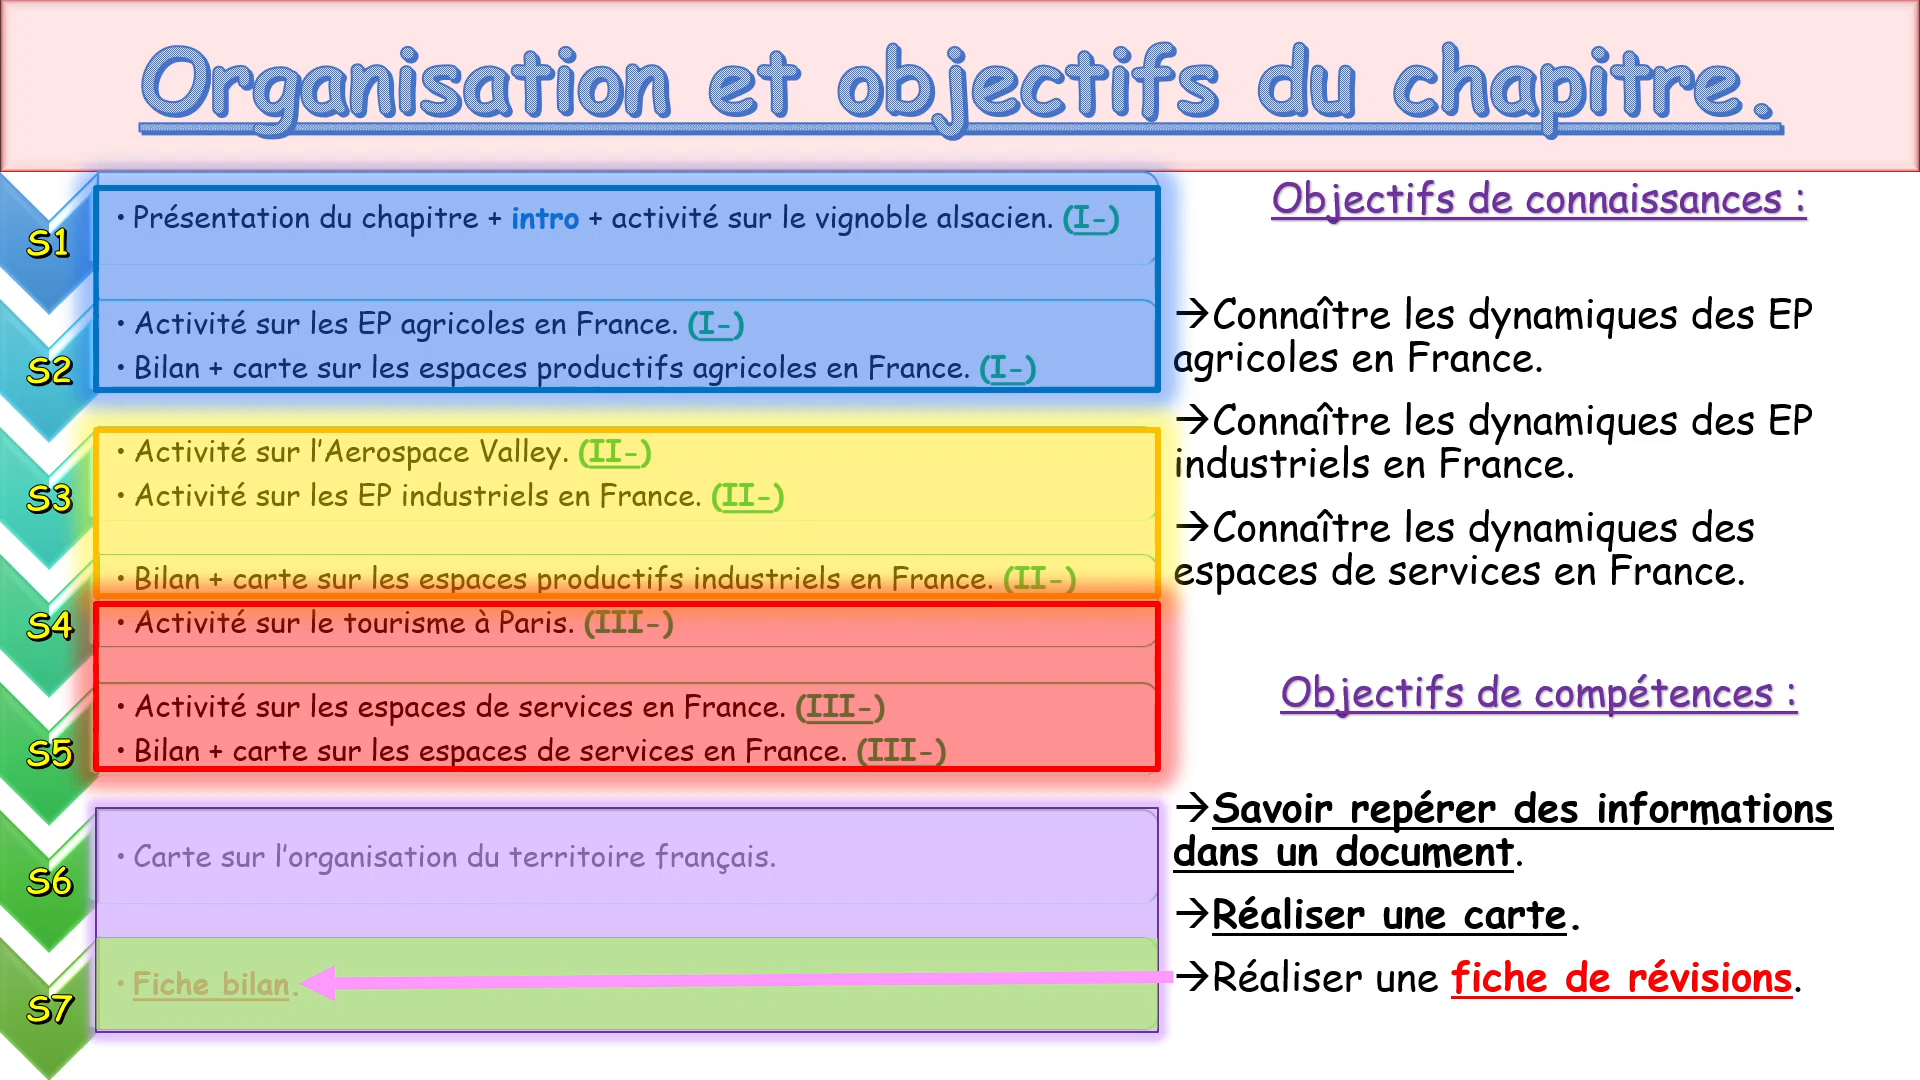 Organisation et objectifs du chapitre.
S1
• Présentation du chapitre + intro + activité sur le vignoble alsacien. (I-)
S2
• Activité sur les EP agricoles en France. (I-)
• Bilan + carte sur les espaces productifs agricoles en France. (I-)
S3
• Activité sur l’Aerospace Valley. (II-)
• Activité sur les EP industriels en France. (II-)
S4
• Bilan + carte sur les espaces productifs industriels en France. (II-)
• Activité sur le tourisme à Paris. (III-)
S5
• Activité sur les espaces de services en France. (III-)
• Bilan + carte sur les espaces de services en France. (III-)
S6
• Carte sur l’organisation du territoire français.
S7
• Fiche bilan.
Objectifs de connaissances :
→Connaître les dynamiques des EP
agricoles en France.
→Connaître les dynamiques des EP
industriels en France.
→Connaître les dynamiques des
espaces de services en France.
Objectifs de compétences :
→Savoir repérer des informations
dans un document.
→Réaliser une carte.
→Réaliser une fiche de révisions.